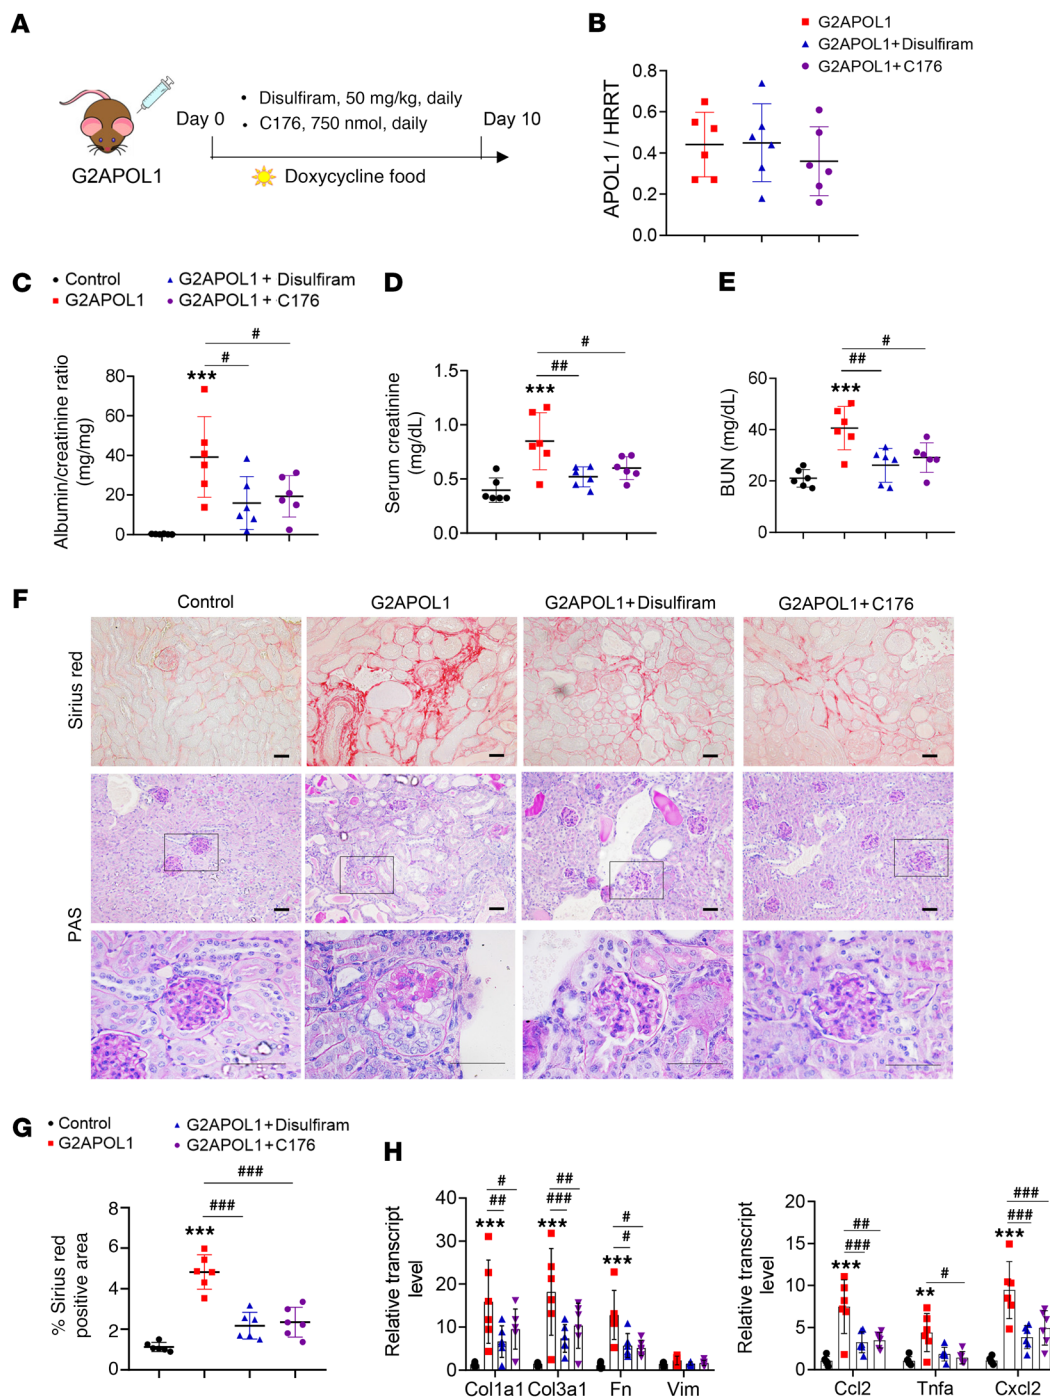 A
G2APOL1
Day 0
• Disulfiram, 50 mg/kg, daily
• C176, 750 nmol, daily
Day 10
Doxycycline food
B
G2APOL1
G2APOL1+Disulfiram
G2APOL1+C176
APOL1 / HRRT
0.8
0.6
0.4
0.2
0.0
C
Control
G2APOL1
G2APOL1 + Disulfiram
G2APOL1 + C176
Albumin/creatinine ratio
(mg/mg)
80
60
40
20
0
***
#
#
D
Serum creatinine
(mg/dL)
1.5
1.0
0.5
0.0
***
##
#
E
BUN (mg/dL)
60
40
20
0
***
##
#
F
Control
G2APOL1
G2APOL1+Disulfiram
G2APOL1+C176
Sirius red
PAS
G
Control
G2APOL1
G2APOL1+Disulfiram
G2APOL1+C176
% Sirius red
positive area
8
6
4
2
0
***
###
###
H
Relative transcript
level
40
30
20
10
0
***
##
#
***
###
##
***
#
#
Col1a1 Col3a1 Fn Vim
Relative transcript
level
20
15
10
5
0
***
###
##
**
#
***
###
###
Ccl2 Tnfa Cxcl2